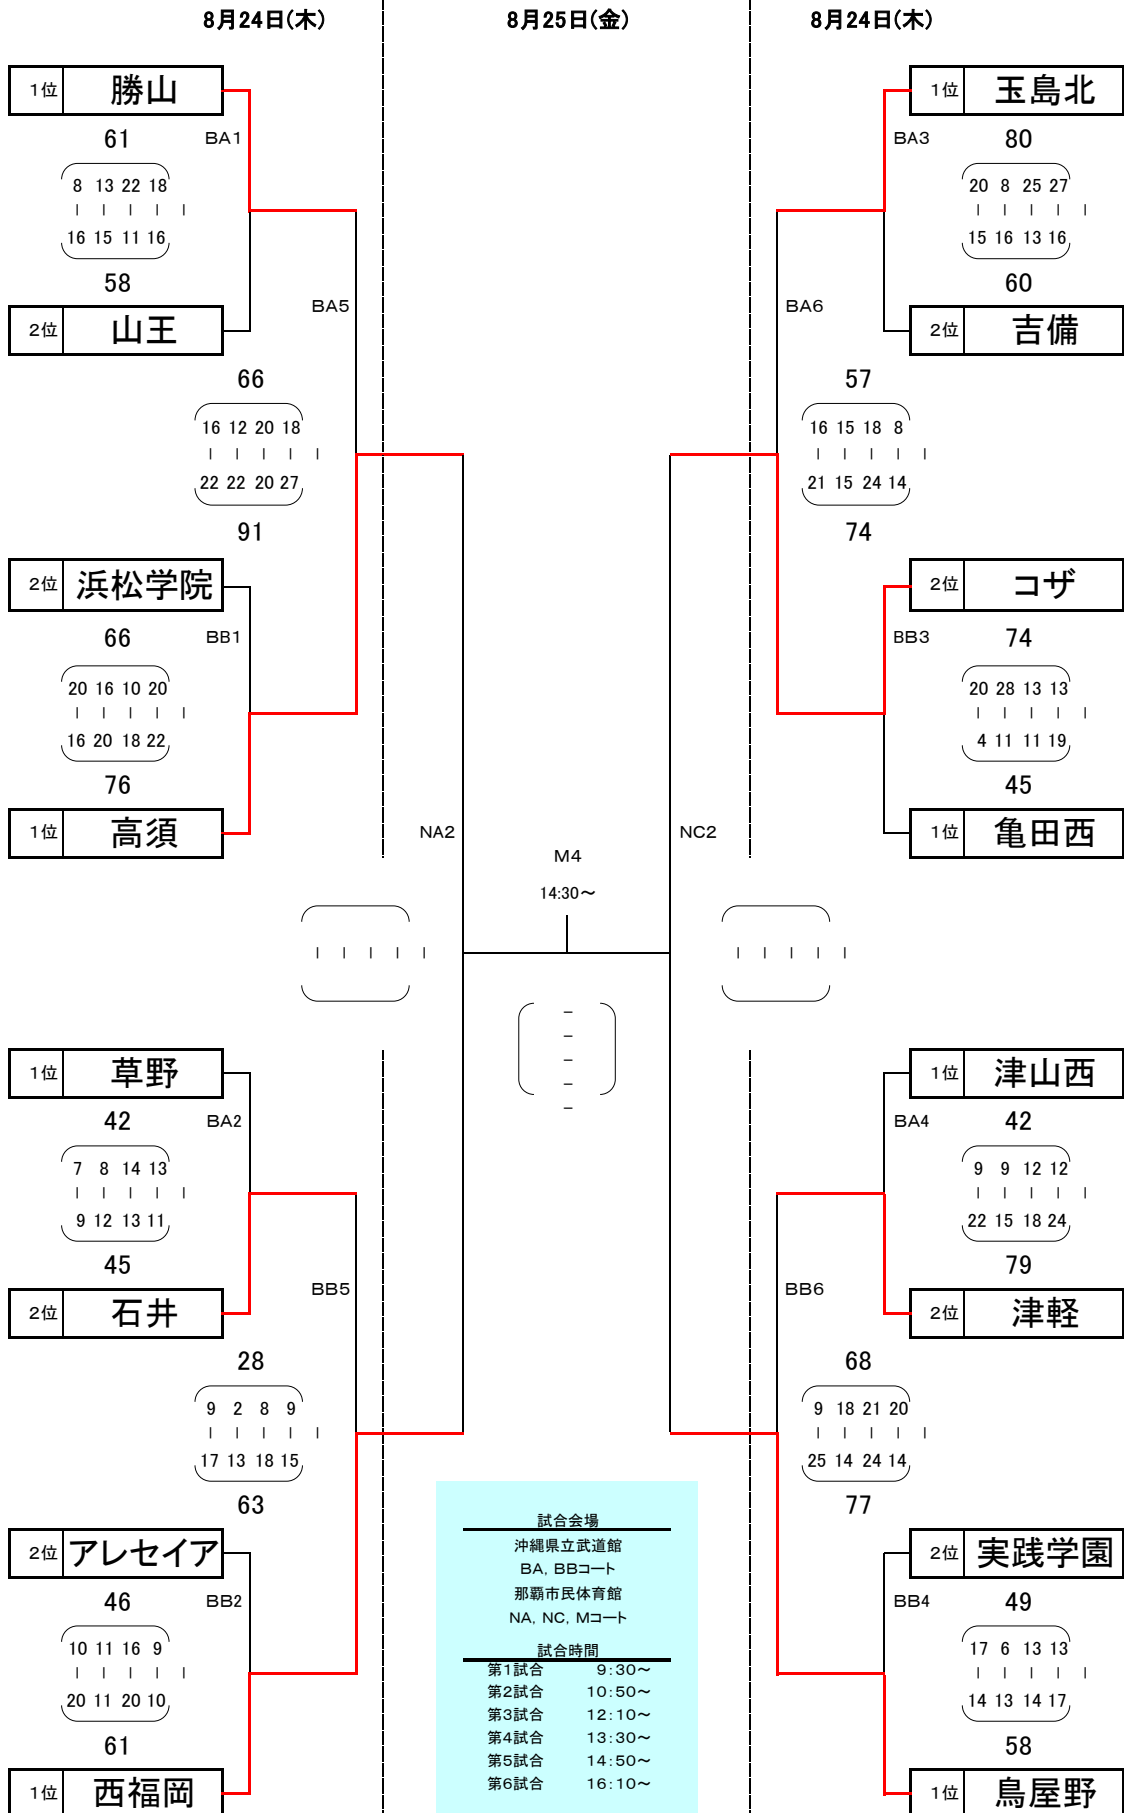 8月24日(木) 8月25日(金) 8月24日(木)
1位 勝山 1位 玉島北
61 BA1 BA3 80
8 13 22 18 20 8 25 27
16 15 11 16 15 16 13 16
58 60
BA5 BA6
2位 山王 2位 吉備
66 57
16 12 20 18 16 15 18 8
22 22 20 27 21 15 24 14
91 74
2位 浜松学院 2位 コザ
66 BB1 BB3 74
20 16 10 20 20 28 13 13
16 20 18 22 4 11 11 19
76 45
1位 高須 NA2 NC2 1位 亀田西
M4
14:30～
1位 草野 1位 津山西
42 BA2 BA4 42
7 8 14 13 9 9 12 12
9 12 13 11 22 15 18 24
45 79
BB5 BB6
2位 石井 2位 津軽
28 68
9 2 8 9 9 18 21 20
17 13 18 15 25 14 24 14
63 77
試合会場
2位 アレセイア 沖縄県立武道館 2位 実践学園
BA, BBコート
46 BB2 那覇市民体育館 BB4 49
NA, NC, Mコート
10 11 16 9 試合時間 17 6 13 13
第1試合 9:30～
第2試合 10:50～
20 11 20 10 第3試合 12:10～ 14 13 14 17
61 第4試合 13:30～ 58
第5試合 14:50～
1位 西福岡 第6試合 16:10～ 1位 鳥屋野